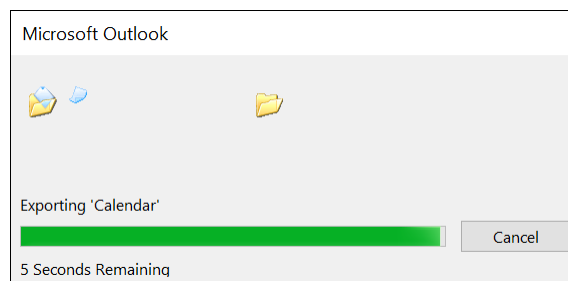 Microsoft Outlook
Exporting 'Calendar'
Cancel
5 Seconds Remaining